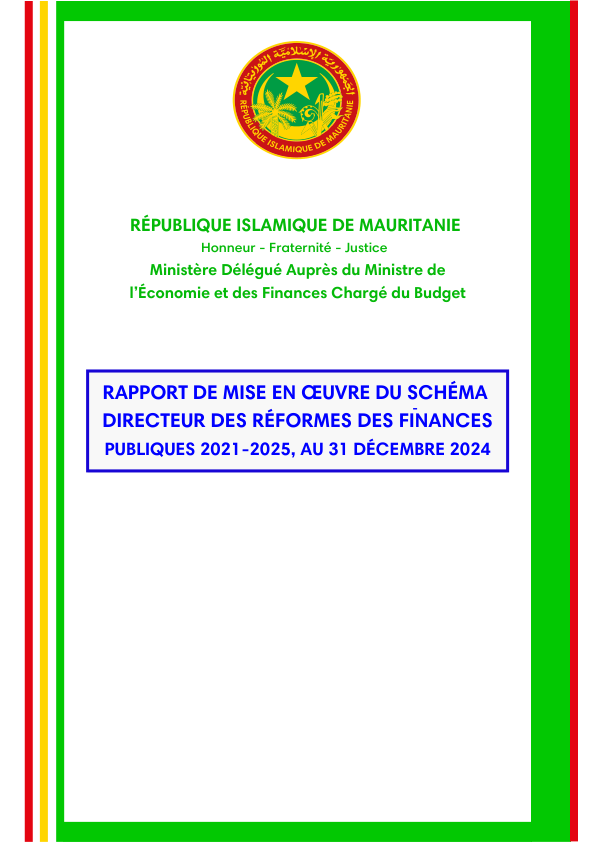 الجمهورية الإسلامية الموريتانية
RÉPUBLIQUE ISLAMIQUE DE MAURITANIE
RÉPUBLIQUE ISLAMIQUE DE MAURITANIE
Honneur - Fraternité - Justice
Ministère Délégué Auprès du Ministre de
l'Économie et des Finances Chargé du Budget
RAPPORT DE MISE EN ŒUVRE DU SCHÉMA
DIRECTEUR DES RÉFORMES DES FINANCES
PUBLIQUES 2021-2025, AU 31 DÉCEMBRE 2024